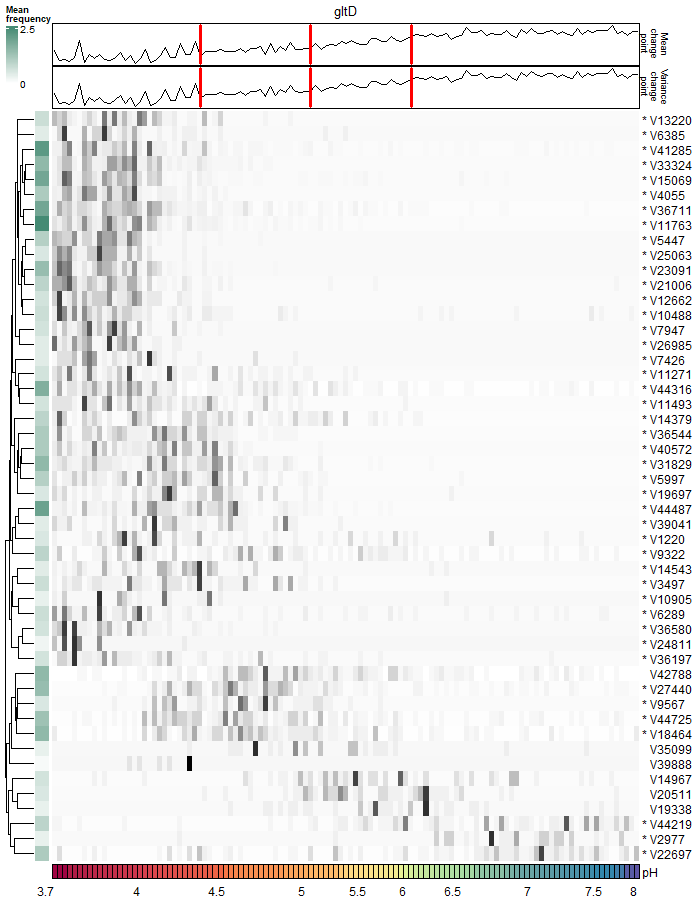 Mean
frequency
2.5
0
gltD
Mean
change
point
Variance
change
point
* V13220
* V6385
* V41285
* V33324
* V15069
* V4055
* V36711
* V11763
* V5447
* V25063
* V23091
* V21006
* V12662
* V10488
* V7947
* V26985
* V7426
* V11271
* V44316
* V11493
* V14379
* V36544
* V40572
* V31829
* V5997
* V19697
* V44487
* V39041
* V1220
* V9322
* V14543
* V3497
* V10905
* V6289
* V36580
* V24811
* V36197
V42788
* V27440
* V9567
* V44725
* V18464
V35099
V39888
V14967
V20511
V19338
* V44219
* V2977
* V22697
pH
3.7 4 4.5 5 5.5 6 6.5 7 7.5 8